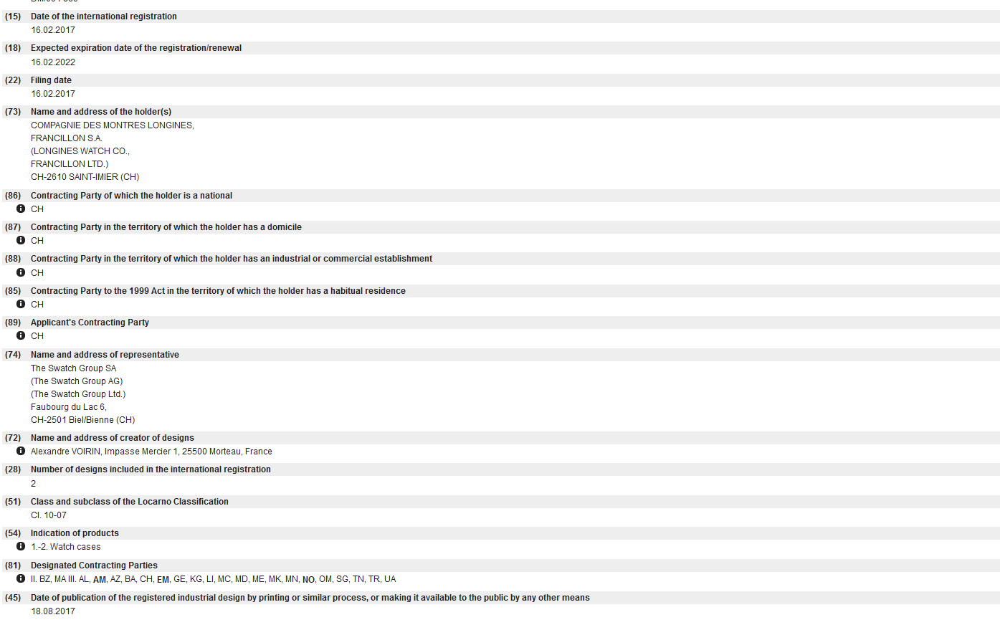 (15) Date of the international registration
16.02.2017
(18) Expected expiration date of the registration/renewal
16.02.2022
(22) Filing date
16.02.2017
(73) Name and address of the holder(s)
COMPAGNIE DES MONTRES LONGINES,
FRANCILLON S.A.
(LONGINES WATCH CO.,
FRANCILLON LTD.)
CH-2610 SAINT-IMIER (CH)
(86) Contracting Party of which the holder is a national
CH
(87) Contracting Party in the territory of which the holder has a domicile
CH
(88) Contracting Party in the territory of which the holder has an industrial or commercial establishment
CH
(85) Contracting Party to the 1999 Act in the territory of which the holder has a habitual residence
CH
(89) Applicant's Contracting Party
CH
(74) Name and address of representative
The Swatch Group SA
(The Swatch Group AG)
(The Swatch Group Ltd.)
Faubourg du Lac 6,
CH-2501 Biel/Bienne (CH)
(72) Name and address of creator of designs
Alexandre VOIRIN, Impasse Mercier 1, 25500 Morteau, France
(28) Number of designs included in the international registration
2
(51) Class and subclass of the Locarno Classification
Cl. 10-07
(54) Indication of products
1.-2. Watch cases
(81) Designated Contracting Parties
II. BZ, MA III. AL, AM, AZ, BA, CH, EM, GE, KG, LI, MC, MD, ME, MK, MN, NO, OM, SG, TN, TR, UA
(45) Date of publication of the registered industrial design by printing or similar process, or making it available to the public by any other means
18.08.2017